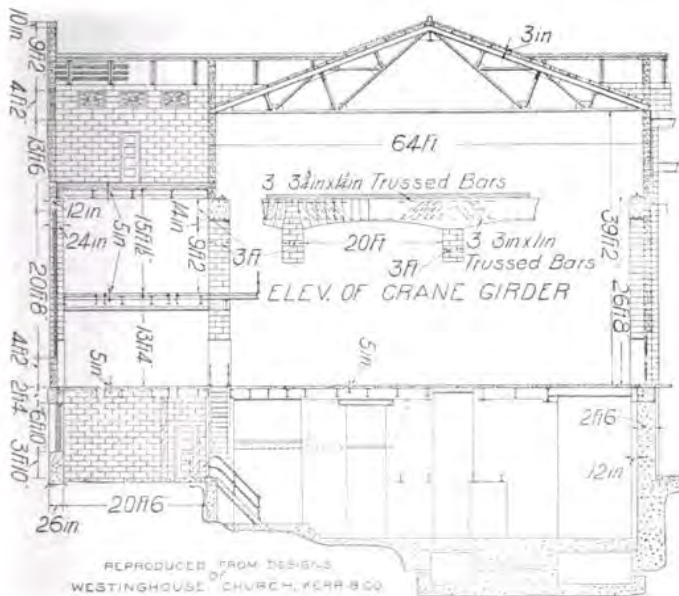 10in.
9ft2
4ft2
13ft6
20ft8
4ft2
2ft4
6ft10
3ft10
3in
64ft
3 3¾inx1¼in Trussed Bars
12in
24in
5in
14in
9ft2
3ft
20ft
3ft
3 3inx1in
Trussed Bars
39ft2
26ft8
ELEV. OF CRANE GIRDER
13ft4
5in
5in.
2ft6
12in
20ft6
26in
REPRODUCED FROM DESIGNS
OF
WESTINGHOUSE CHURCH, KERR & CO.